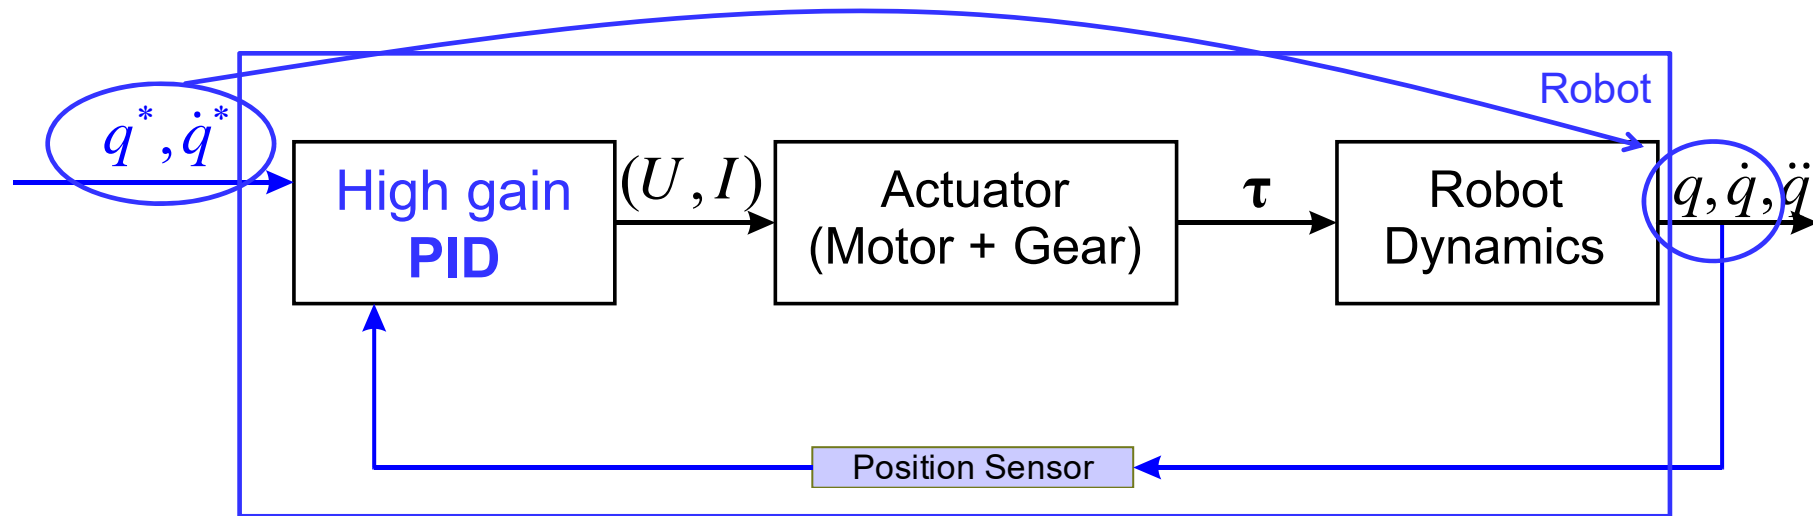 Robot
q*, q̇*
High gain
PID
(U, I)
Actuator
(Motor + Gear)
τ
Robot
Dynamics
q, q̇, q̈
Position Sensor